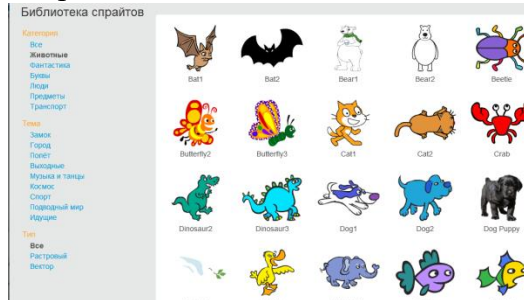 Библиотека спрайтов
Категория
Все
Животные
Фантастика
Буквы
Люди
Предметы
Транспорт
Тема
Замок
Город
Полёт
Выходные
Музыка и танцы
Космос
Спорт
Подводный мир
Идущие
Тип
Все
Растровый
Вектор
Bat1 Bat2 Bear1 Bear2 Beetle
Butterfly2 Butterfly3 Cat1 Cat2 Crab
Dinosaur2 Dinosaur3 Dog1 Dog2 Dog Puppy